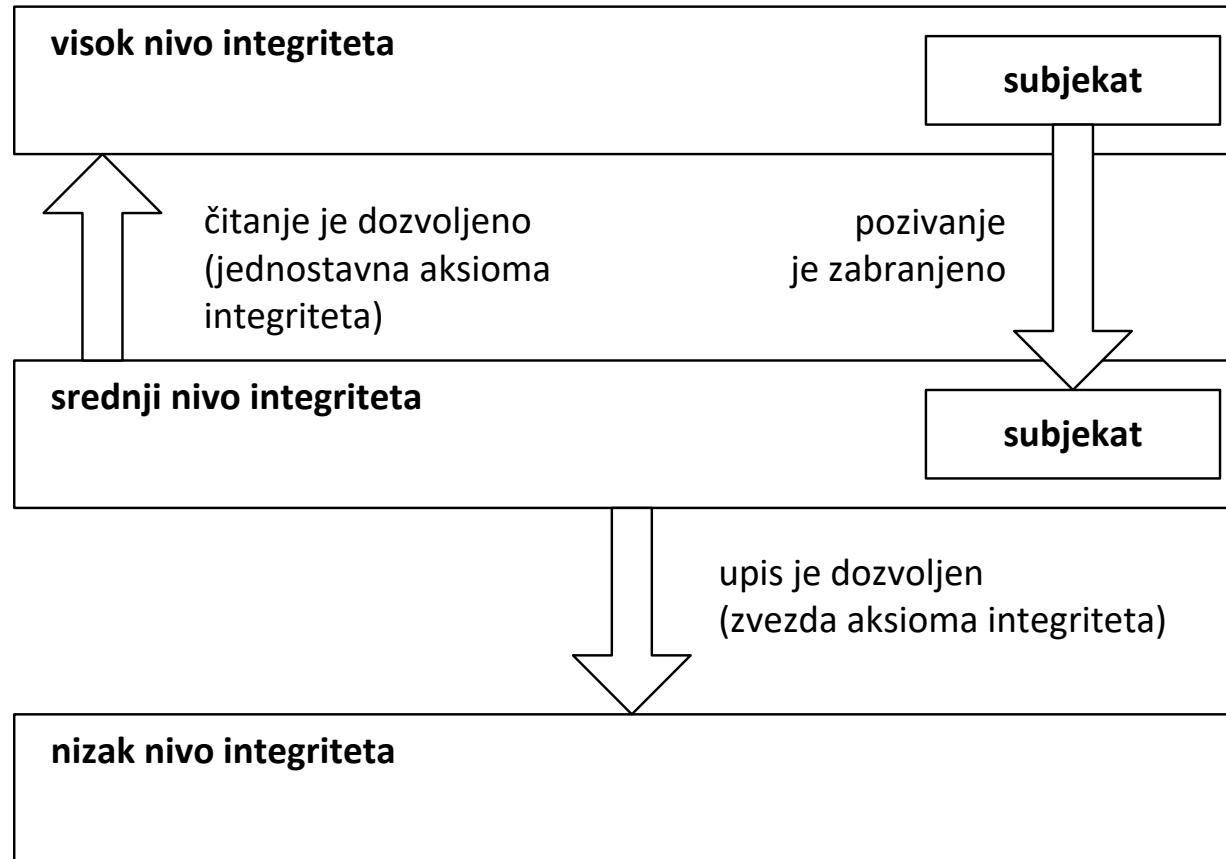 visok nivo integriteta
subjekat
čitanje je dozvoljeno
(jednostavna aksioma
integriteta)
pozivanje
je zabranjeno
srednji nivo integriteta
subjekat
upis je dozvoljen
(zvezda aksioma integriteta)
nizak nivo integriteta